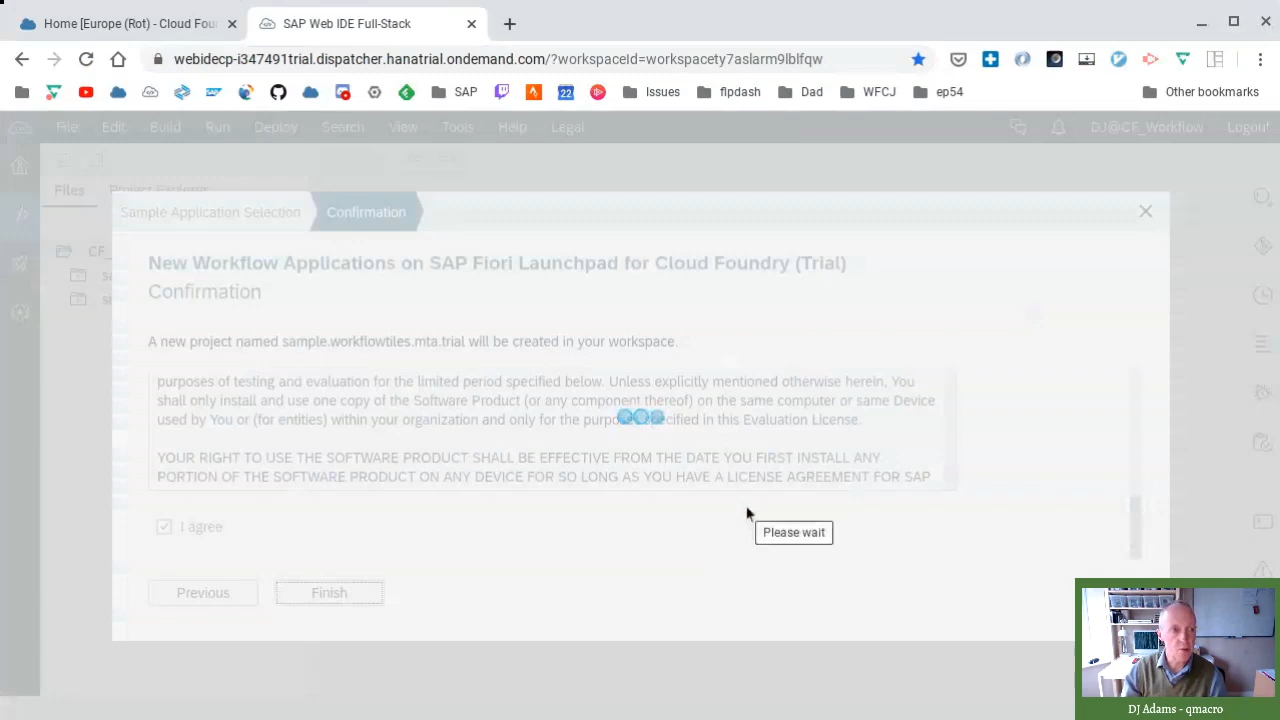 Home [Europe (Rot) - Cloud Fou
SAP Web IDE Full-Stack
webidecp-i347491trial.dispatcher.hanatrial.ondemand.com/?workspaceId=workspacety7aslarm9lblfqw
SAP
22
Issues
flpdash
Dad
WFCJ
ep54
Other bookmarks
File Edit Build Run Deploy Search View Tools Help Legal
DJ@CF_Workflow
Logout
Files
Project Explorer
CF_
Sample Application Selection
Confirmation
New Workflow Applications on SAP Fiori Launchpad for Cloud Foundry (Trial)
Confirmation
A new project named sample.workflowtiles.mta.trial will be created in your workspace.
purposes of testing and evaluation for the limited period specified below. Unless explicitly mentioned otherwise herein, You
shall only install and use one copy of the Software Product (or any component thereof) on the same computer or same Device
used by You or (for entities) within your organization and only for the purpose specified in this Evaluation License.
YOUR RIGHT TO USE THE SOFTWARE PRODUCT SHALL BE EFFECTIVE FROM THE DATE YOU FIRST INSTALL ANY
PORTION OF THE SOFTWARE PRODUCT ON ANY DEVICE FOR SO LONG AS YOU HAVE A LICENSE AGREEMENT FOR SAP
I agree
Please wait
Previous
Finish
DJ Adams - qmacro